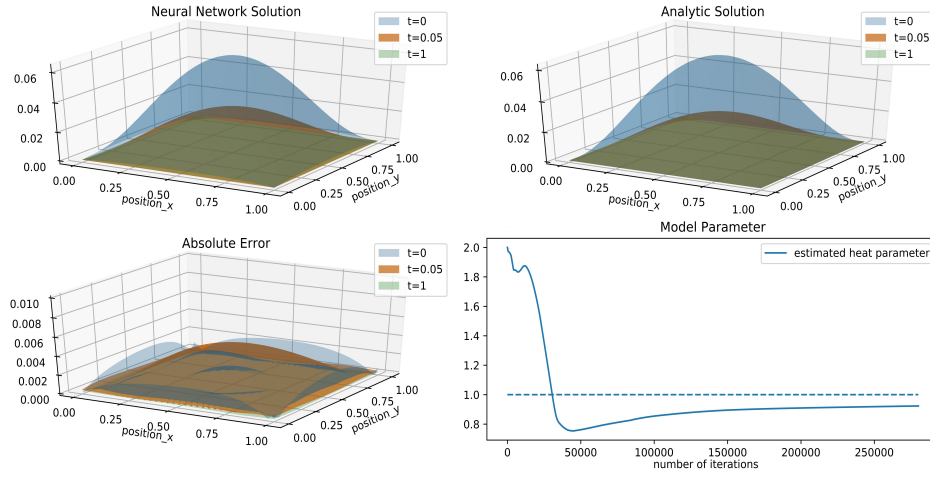 Neural Network Solution
t=0
t=0.05
t=1
0.06
0.04
0.02
0.00
0.00
0.25
0.50
0.75
1.00
position_x
0.00
0.25
0.50
0.75
1.00
position_y
Analytic Solution
t=0
t=0.05
t=1
0.06
0.04
0.02
0.00
0.00
0.25
0.50
0.75
1.00
position_x
0.00
0.25
0.50
0.75
1.00
position_y
Absolute Error
t=0
t=0.05
t=1
0.010
0.008
0.006
0.004
0.002
0.000
0.00
0.25
0.50
0.75
1.00
position_x
0.00
0.25
0.50
0.75
1.00
position_y
Model Parameter
estimated heat parameter
2.0
1.8
1.6
1.4
1.2
1.0
0.8
0
50000
100000
150000
200000
250000
number of iterations